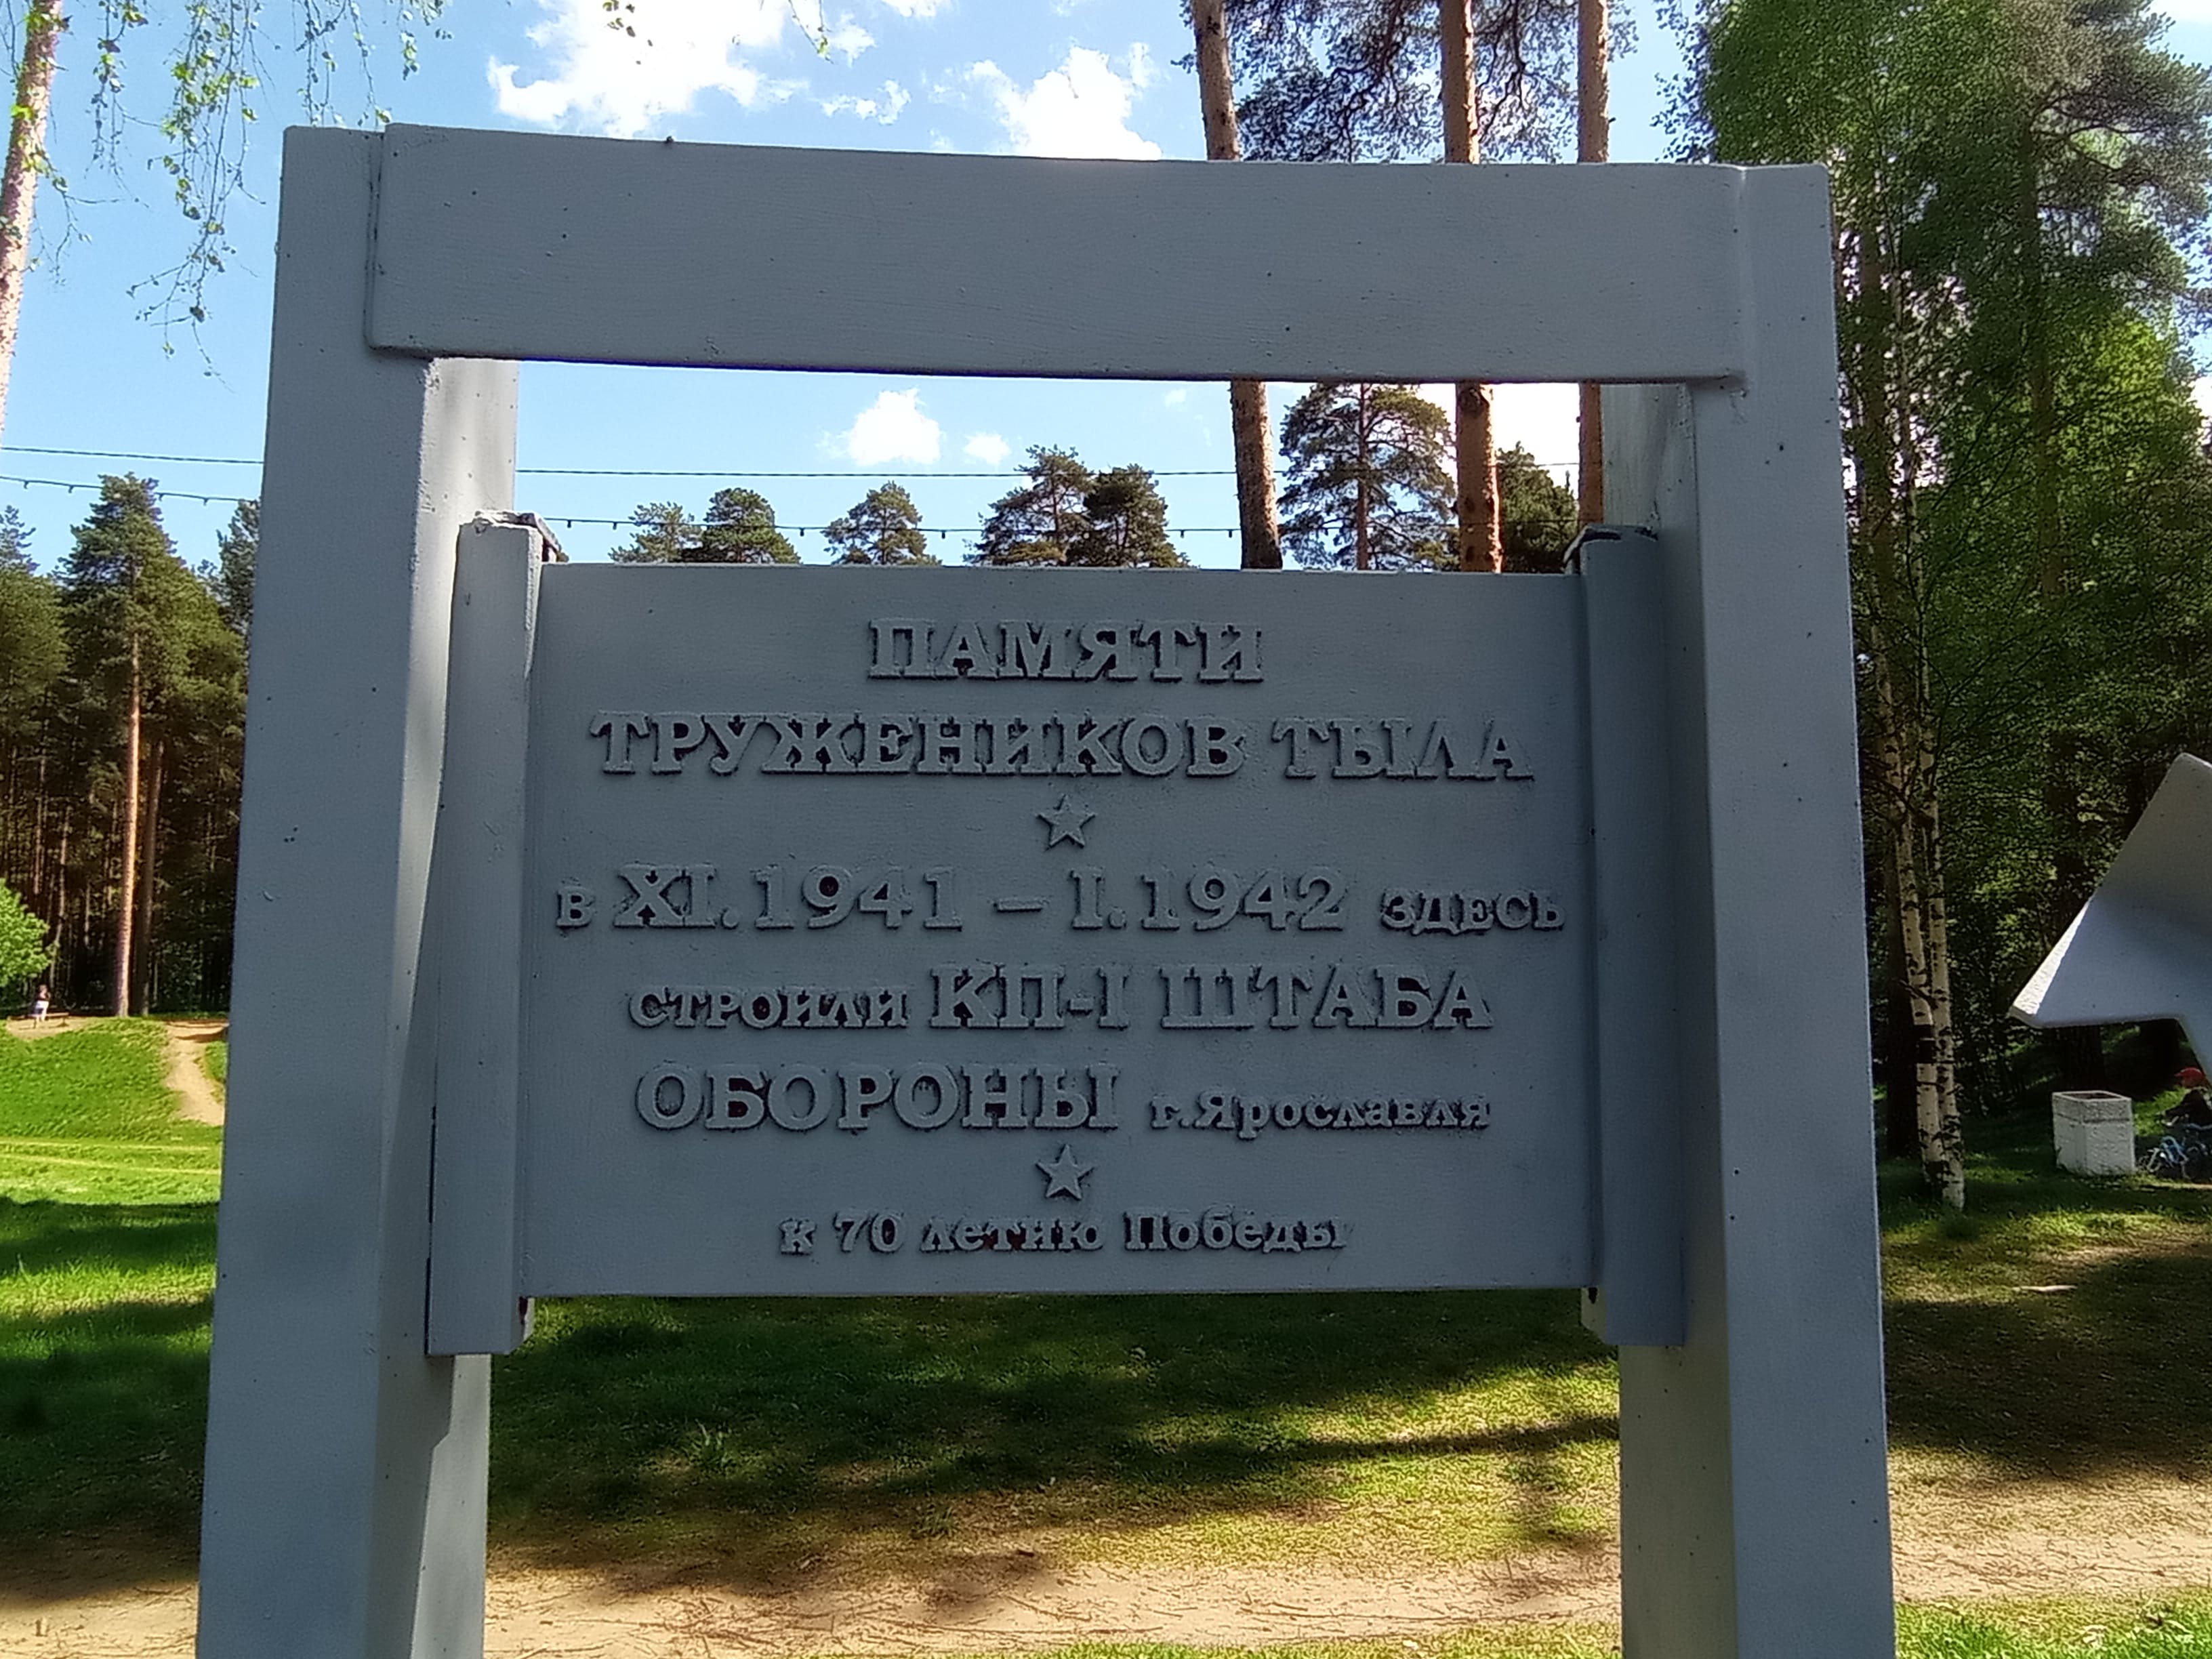 ПАМЯТИ
ТРУЖЕНИКОВ ТЫЛА
в XI.1941 – I.1942 ЗДЕСЬ
СТРОИЛИ КП-I ШТАБА
ОБОРОНЫ г.Ярославля
к 70 летию Победы